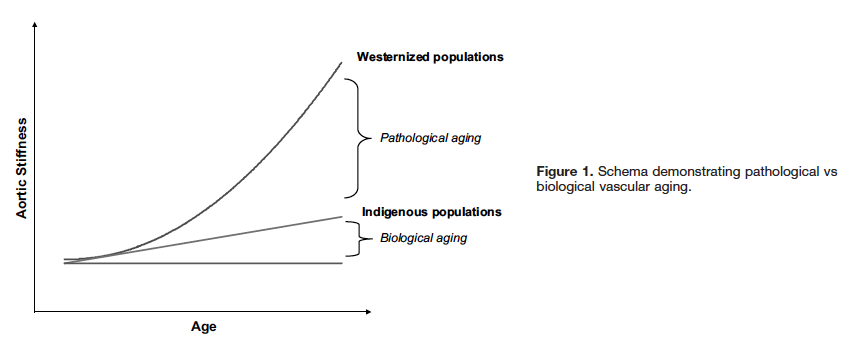 Westernized populations
Pathological aging
Indigenous populations
Biological aging
Aortic Stiffness
Age
Figure 1. Schema demonstrating pathological vs
biological vascular aging.